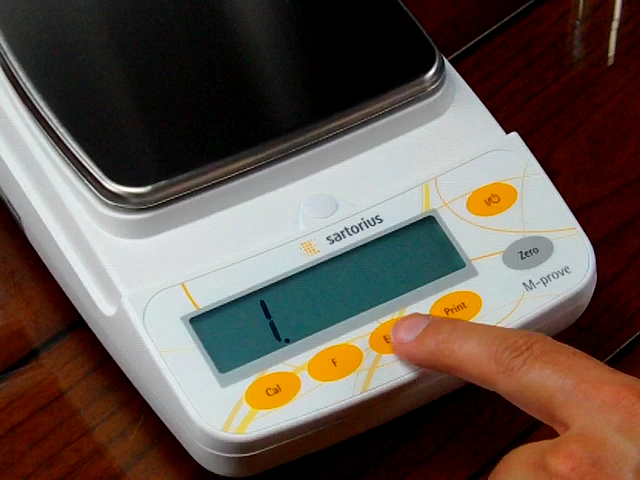 sartorius
I/⏻
Zero
M-prove
1.
Cal
F
Print